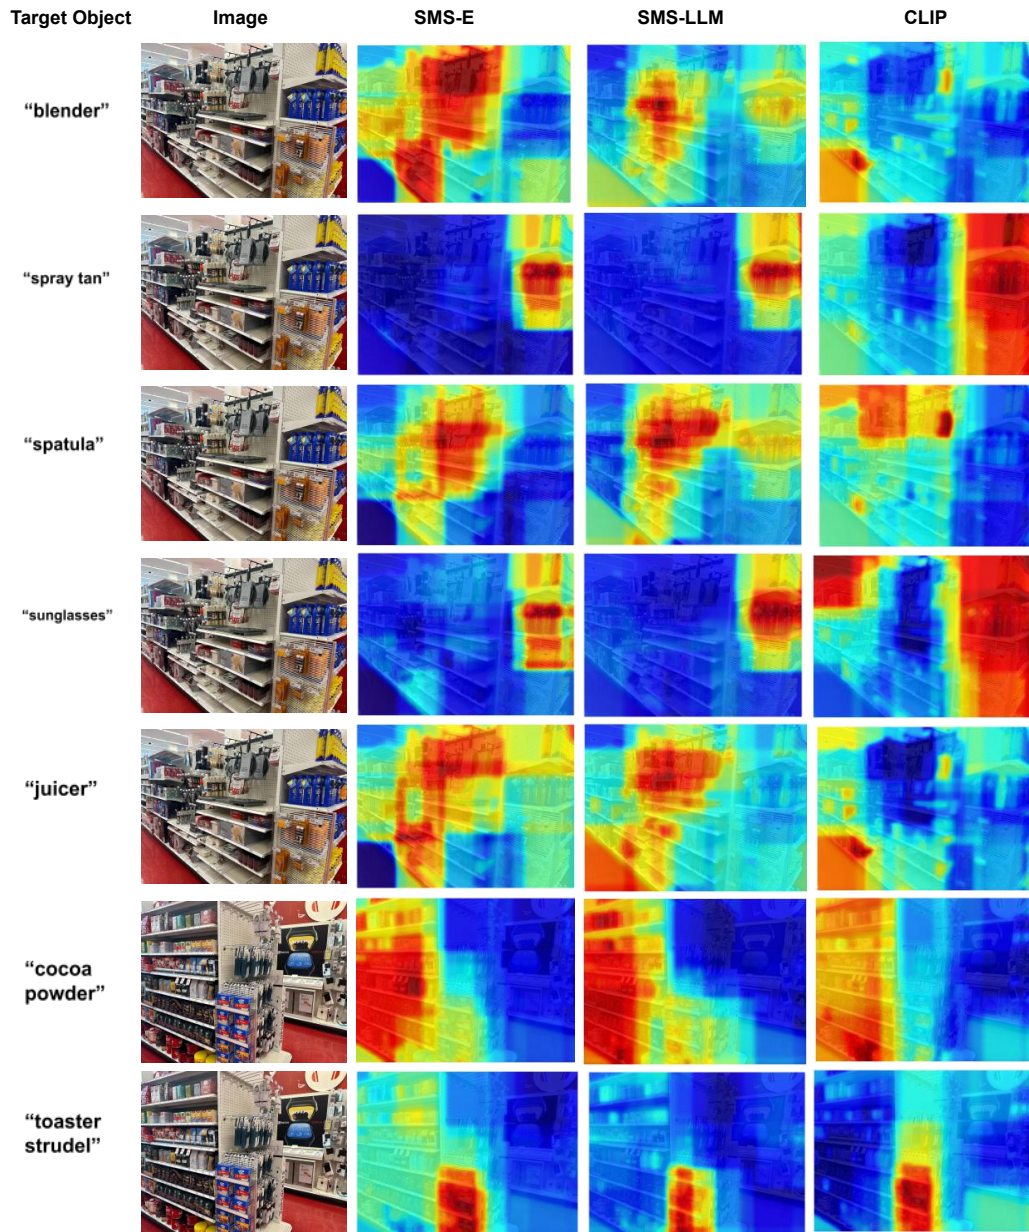 Target Object Image SMS-E SMS-LLM CLIP
“blender”
“spray tan”
“spatula”
“sunglasses”
“juicer”
“cocoa
powder”
“toaster
strudel”